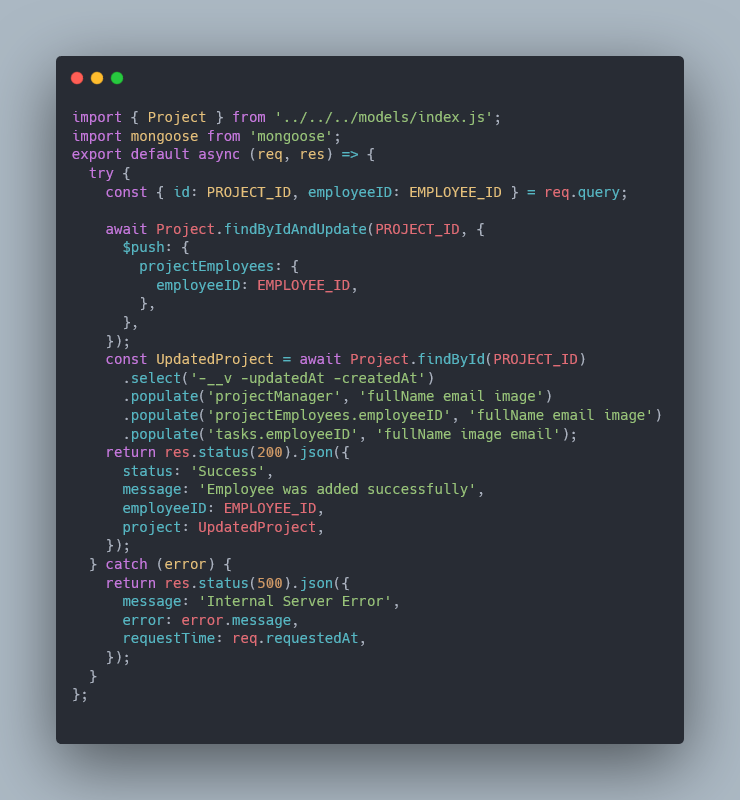 import { Project } from '../../../models/index.js';
import mongoose from 'mongoose';
export default async (req, res) => {
  try {
    const { id: PROJECT_ID, employeeID: EMPLOYEE_ID } = req.query;

    await Project.findByIdAndUpdate(PROJECT_ID, {
      $push: {
        projectEmployees: {
          employeeID: EMPLOYEE_ID,
        },
      },
    });
    const UpdatedProject = await Project.findById(PROJECT_ID)
      .select('-__v -updatedAt -createdAt')
      .populate('projectManager', 'fullName email image')
      .populate('projectEmployees.employeeID', 'fullName email image')
      .populate('tasks.employeeID', 'fullName image email');
    return res.status(200).json({
      status: 'Success',
      message: 'Employee was added successfully',
      employeeID: EMPLOYEE_ID,
      project: UpdatedProject,
    });
  } catch (error) {
    return res.status(500).json({
      message: 'Internal Server Error',
      error: error.message,
      requestTime: req.requestedAt,
    });
  }
};